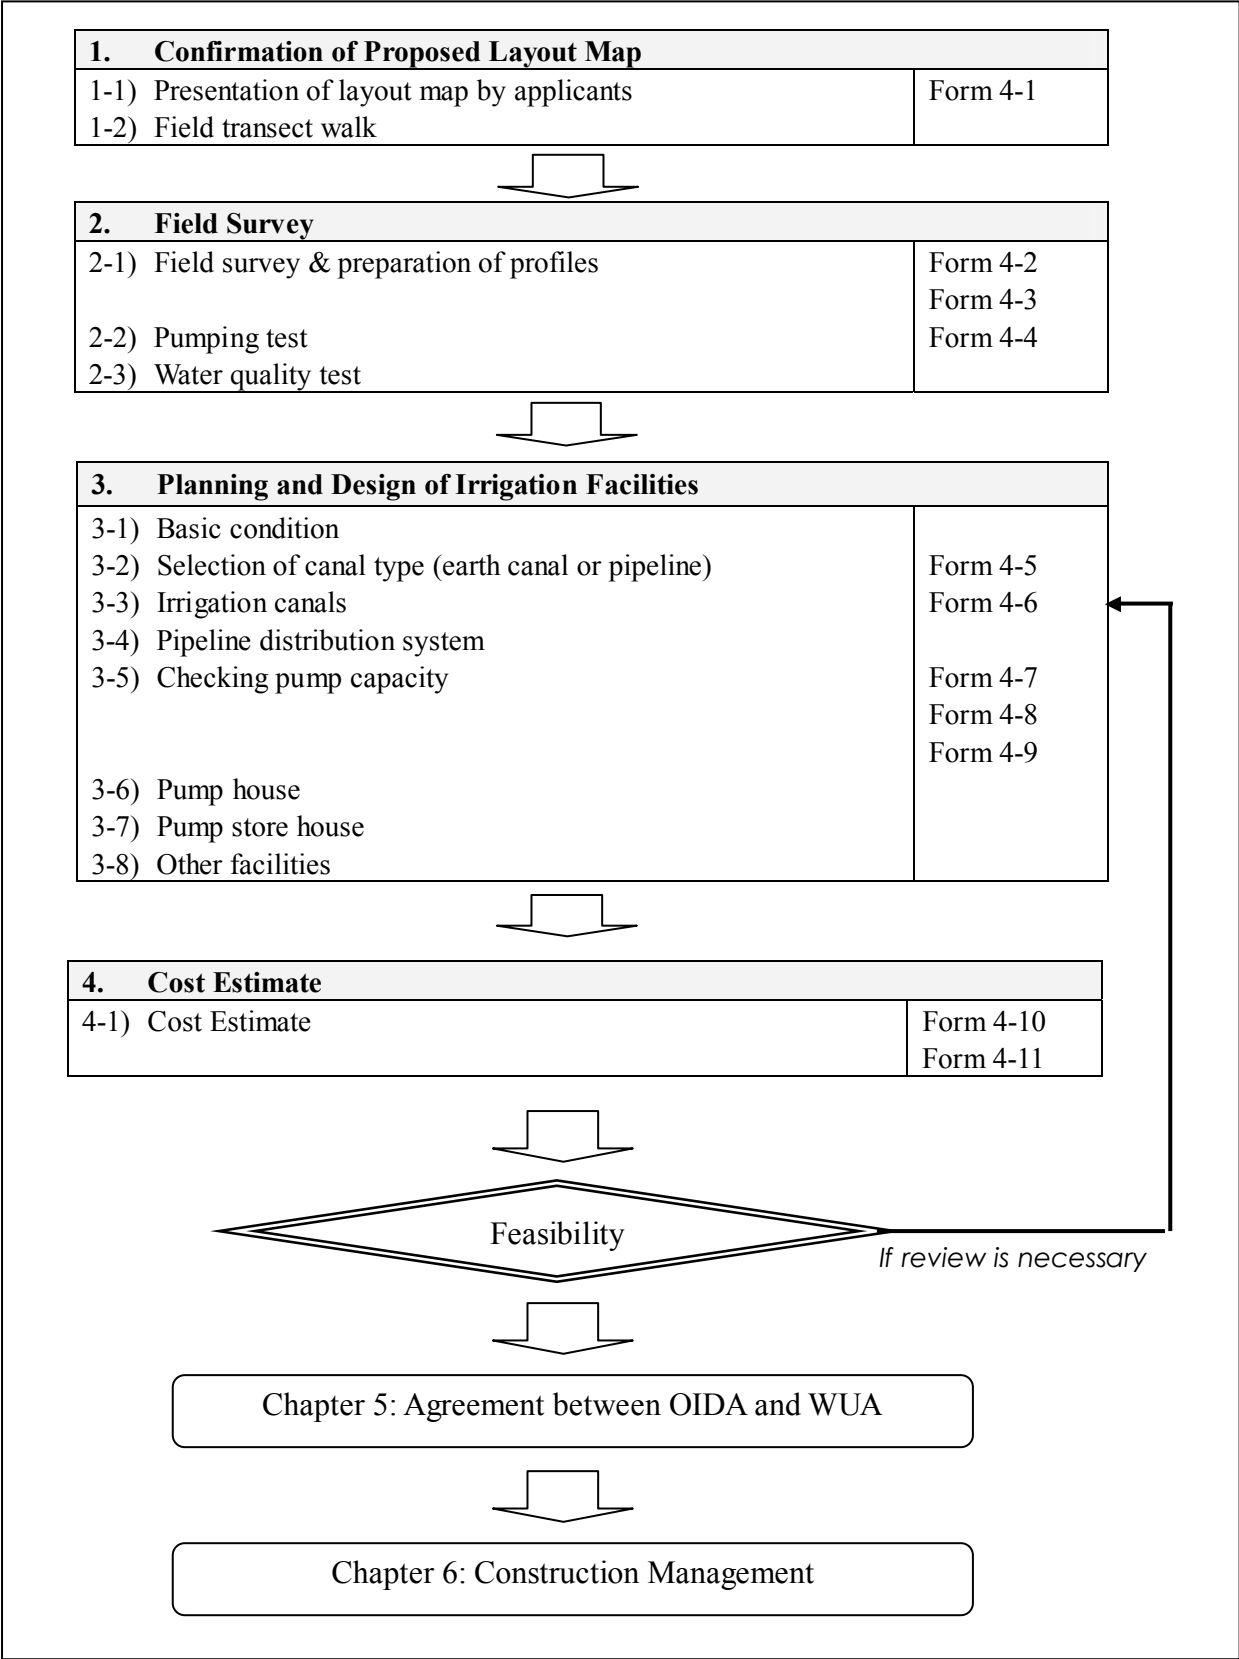 1. Confirmation of Proposed Layout Map
1-1) Presentation of layout map by applicants Form 4-1
1-2) Field transect walk
2. Field Survey
2-1) Field survey & preparation of profiles Form 4-2
Form 4-3
2-2) Pumping test Form 4-4
2-3) Water quality test
3. Planning and Design of Irrigation Facilities
3-1) Basic condition
3-2) Selection of canal type (earth canal or pipeline) Form 4-5
3-3) Irrigation canals Form 4-6
3-4) Pipeline distribution system
3-5) Checking pump capacity Form 4-7
Form 4-8
Form 4-9
3-6) Pump house
3-7) Pump store house
3-8) Other facilities
4. Cost Estimate
4-1) Cost Estimate Form 4-10
Form 4-11
Feasibility
If review is necessary
Chapter 5: Agreement between OIDA and WUA
Chapter 6: Construction Management